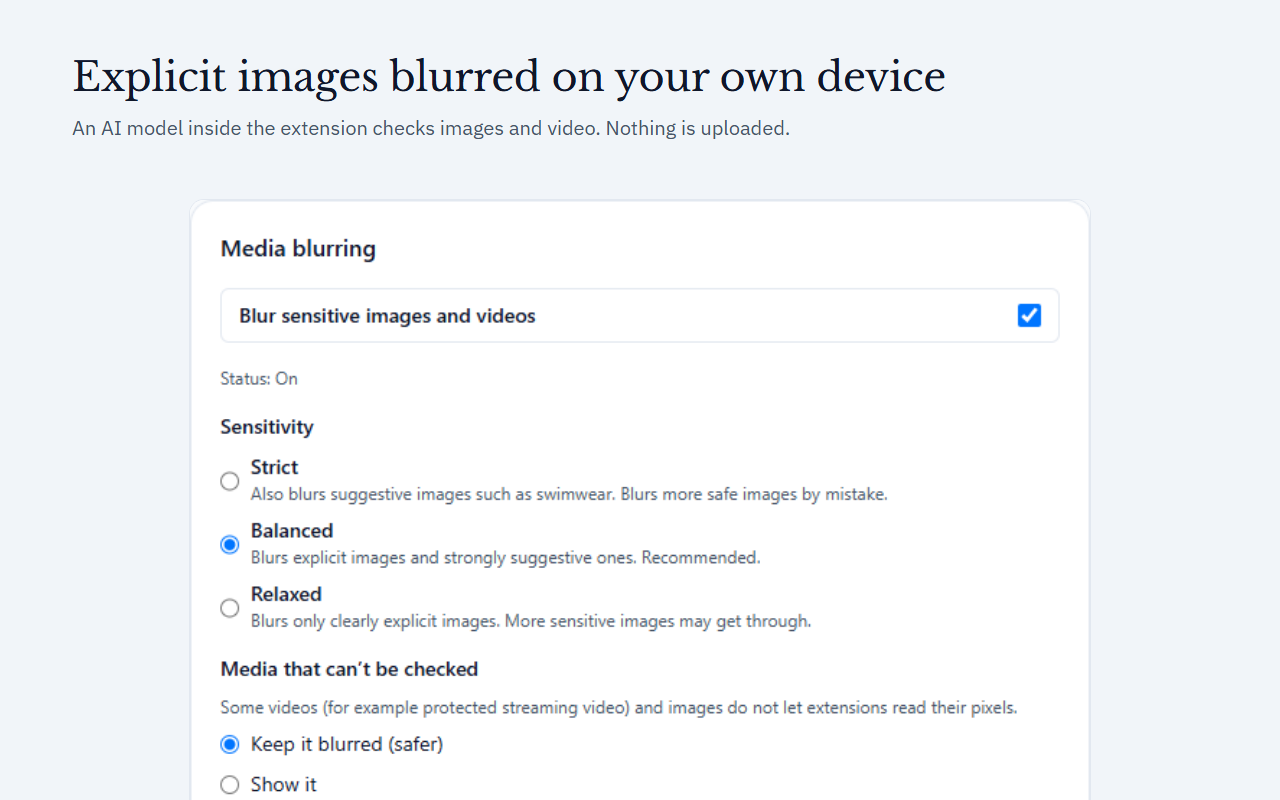 Explicit images blurred on your own device
An AI model inside the extension checks images and video. Nothing is uploaded.
Media blurring
Blur sensitive images and videos
Status: On
Sensitivity
Strict
Also blurs suggestive images such as swimwear. Blurs more safe images by mistake.
Balanced
Blurs explicit images and strongly suggestive ones. Recommended.
Relaxed
Blurs only clearly explicit images. More sensitive images may get through.
Media that can’t be checked
Some videos (for example protected streaming video) and images do not let extensions read their pixels.
Keep it blurred (safer)
Show it